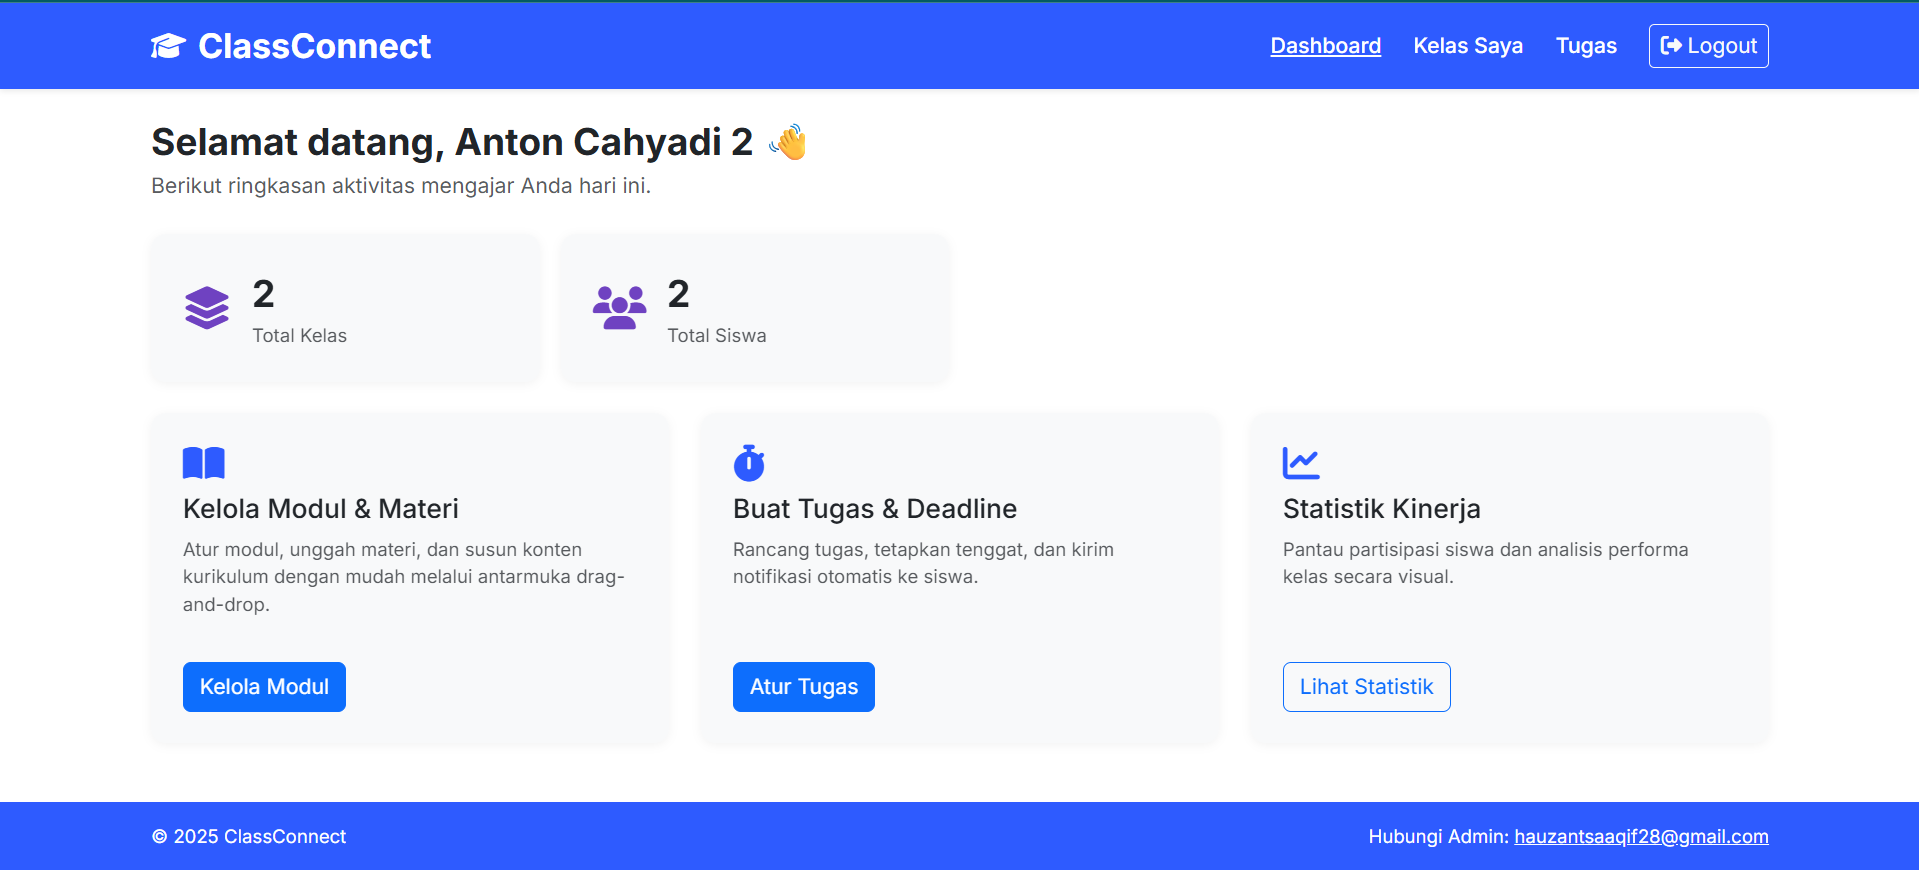 ClassConnect
Dashboard
Kelas Saya
Tugas
Logout
Selamat datang, Anton Cahyadi 2 👋
Berikut ringkasan aktivitas mengajar Anda hari ini.
2
Total Kelas
2
Total Siswa
Kelola Modul & Materi
Atur modul, unggah materi, dan susun konten
kurikulum dengan mudah melalui antarmuka drag-
and-drop.
Kelola Modul
Buat Tugas & Deadline
Rancang tugas, tetapkan tenggat, dan kirim
notifikasi otomatis ke siswa.
Atur Tugas
Statistik Kinerja
Pantau partisipasi siswa dan analisis performa
kelas secara visual.
Lihat Statistik
© 2025 ClassConnect
Hubungi Admin: hauzantsaaqif28@gmail.com